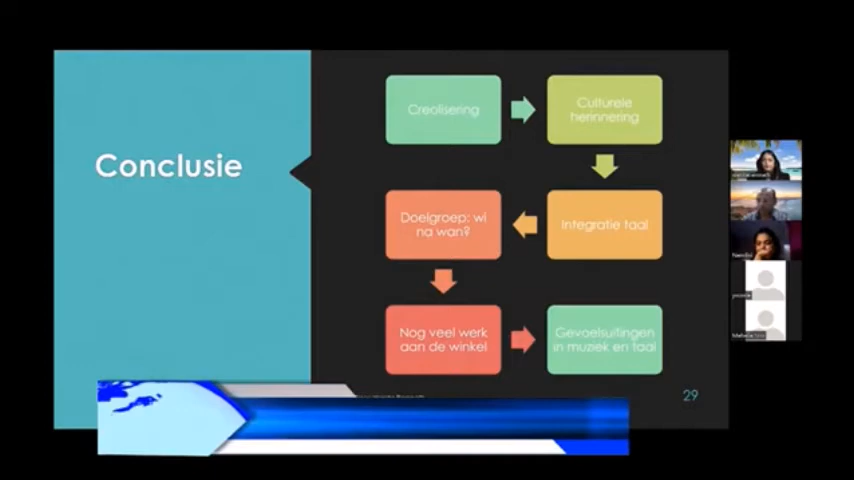 Conclusie
Creolisering
Culturele
herinnering
Integratie taal
Doelgroep: wi
na wan?
Nog veel werk
aan de winkel
Gevoelsuitingen
in muziek en taal
29
Nandini